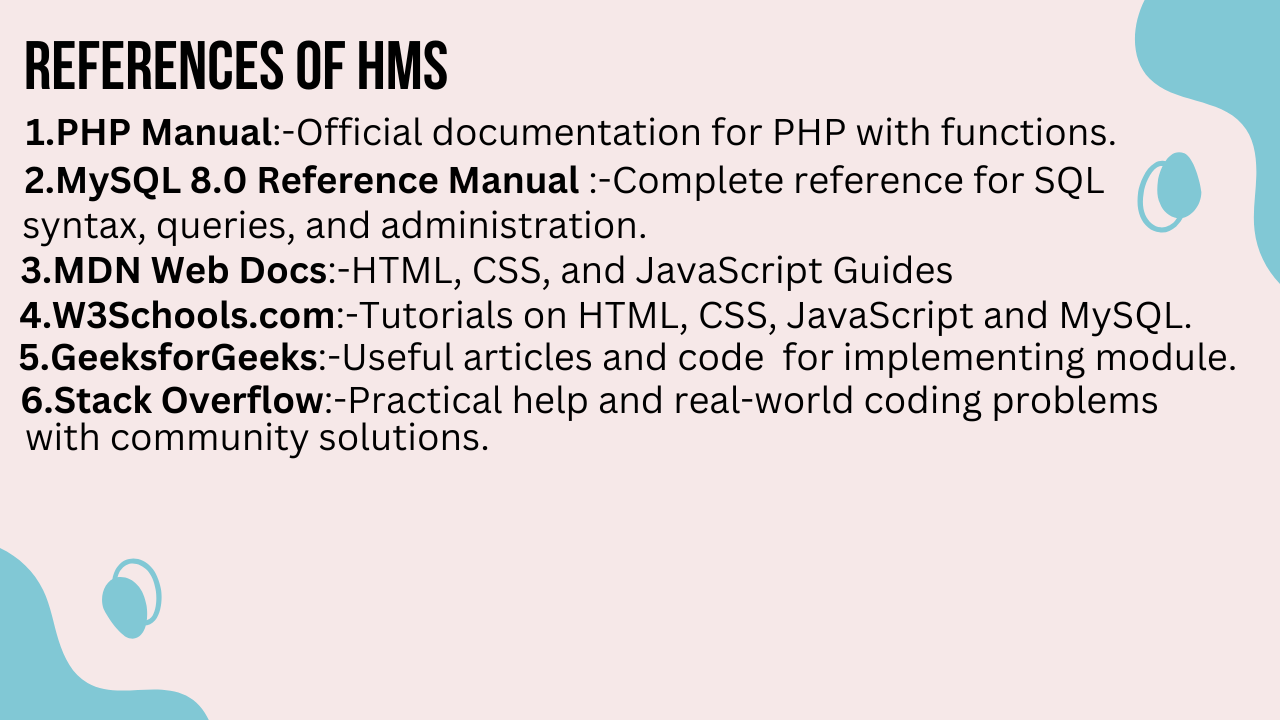 REFERENCES OF HMS
1.PHP Manual:-Official documentation for PHP with functions.
2.MySQL 8.0 Reference Manual :-Complete reference for SQL
syntax, queries, and administration.
3.MDN Web Docs:-HTML, CSS, and JavaScript Guides
4.W3Schools.com:-Tutorials on HTML, CSS, JavaScript and MySQL.
5.GeeksforGeeks:-Useful articles and code  for implementing module.
6.Stack Overflow:-Practical help and real-world coding problems
with community solutions.